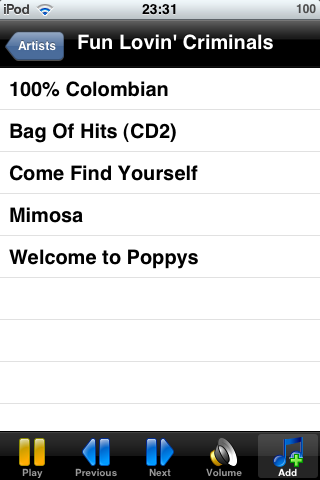 iPod 23:31 100
Artists Fun Lovin' Criminals
100% Colombian
Bag Of Hits (CD2)
Come Find Yourself
Mimosa
Welcome to Poppys
Play Previous Next Volume Add